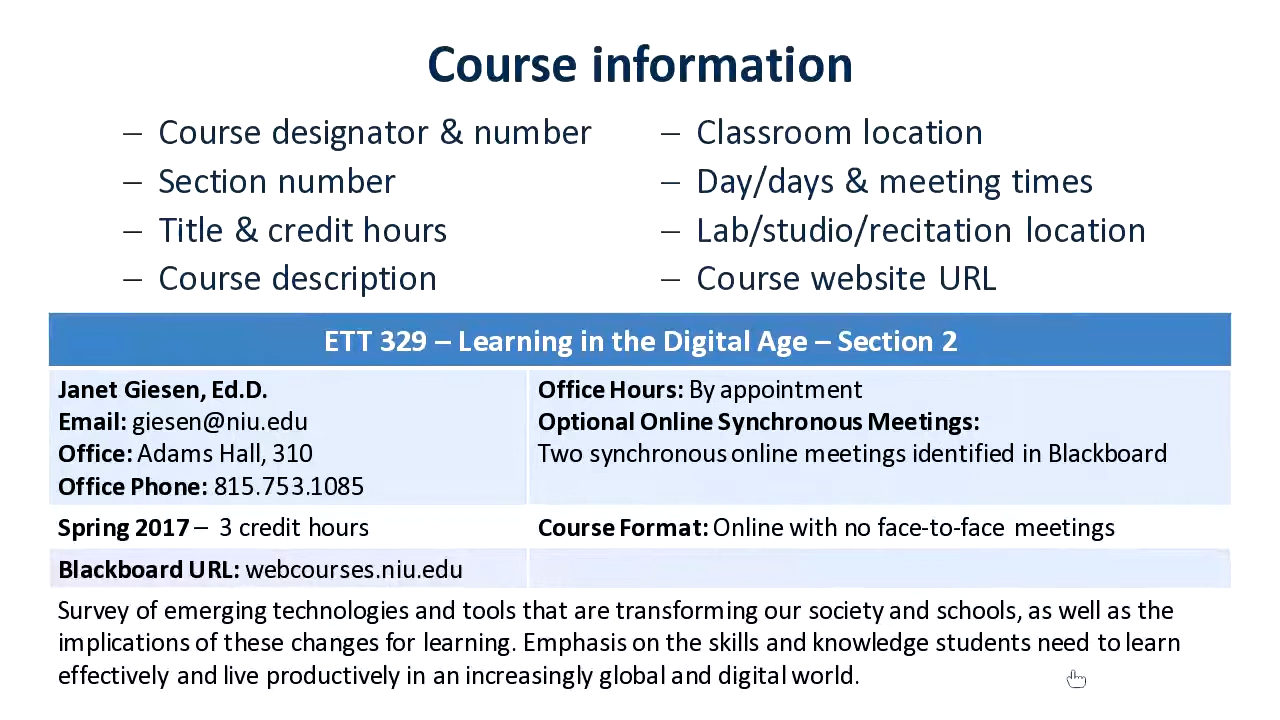 Course information
– Course designator & number
– Section number
– Title & credit hours
– Course description
– Classroom location
– Day/days & meeting times
– Lab/studio/recitation location
– Course website URL
ETT 329 – Learning in the Digital Age – Section 2
Janet Giesen, Ed.D.
Email: giesen@niu.edu
Office: Adams Hall, 310
Office Phone: 815.753.1085
Office Hours: By appointment
Optional Online Synchronous Meetings:
Two synchronous online meetings identified in Blackboard
Spring 2017 – 3 credit hours
Course Format: Online with no face-to-face meetings
Blackboard URL: webcourses.niu.edu
Survey of emerging technologies and tools that are transforming our society and schools, as well as the
implications of these changes for learning. Emphasis on the skills and knowledge students need to learn
effectively and live productively in an increasingly global and digital world.